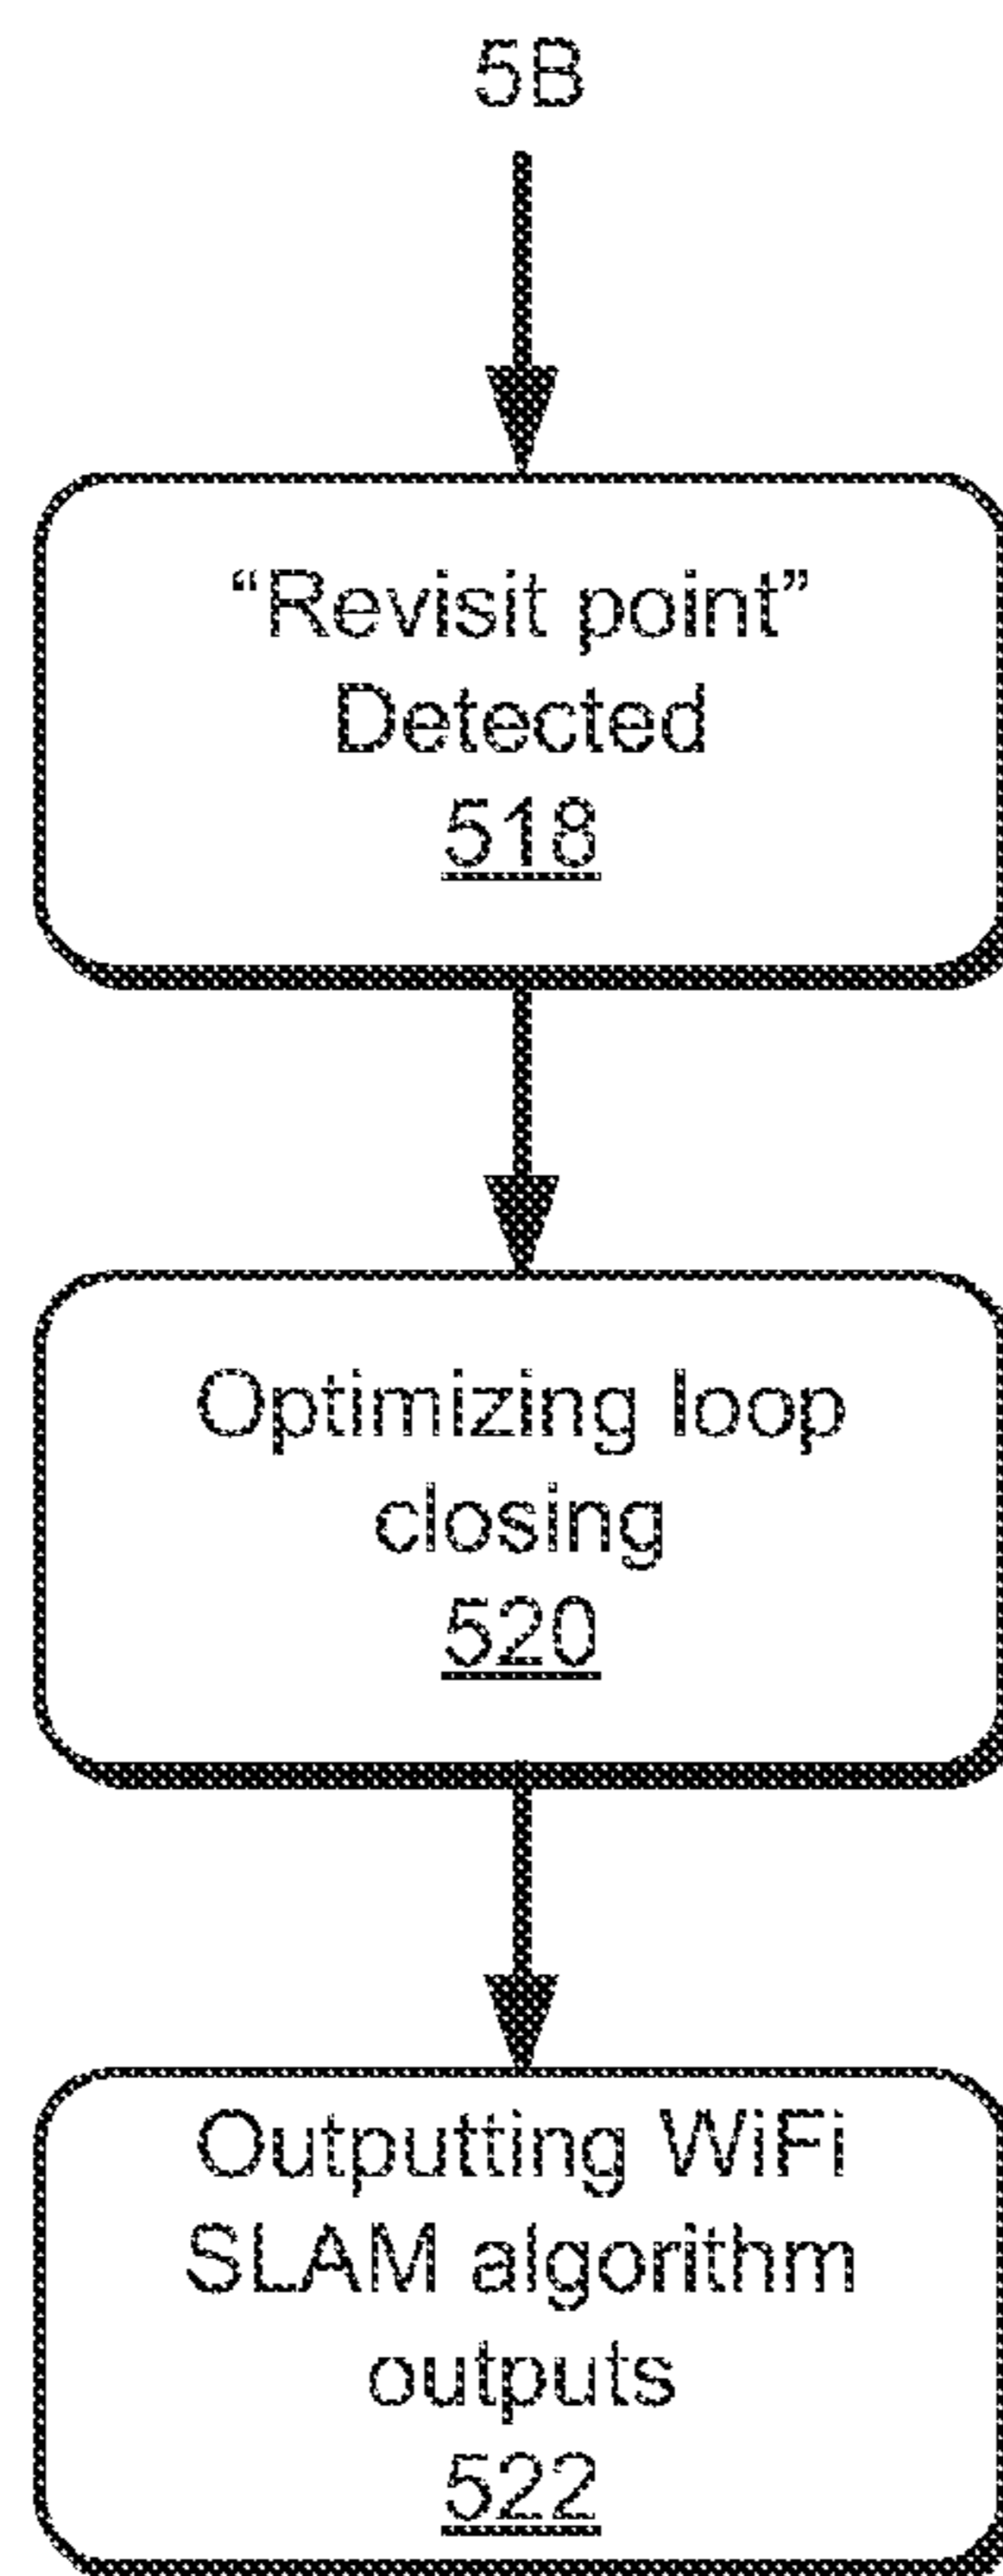 5B
“Revisit point”
Detected
518
Optimizing loop
closing
520
Outputting WiFi
SLAM algorithm
outputs
522